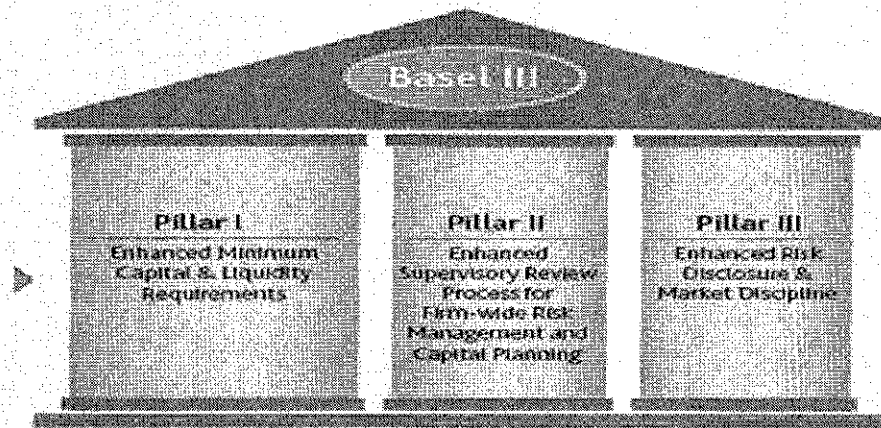 Basel III
Pillar I
Enhanced Minimum
Capital & Liquidity
Requirements
Pillar II
Enhanced
Supervisory Review
Process for
Firm-wide Risk
Management and
Capital Planning
Pillar III
Enhanced Risk
Disclosure &
Market Discipline